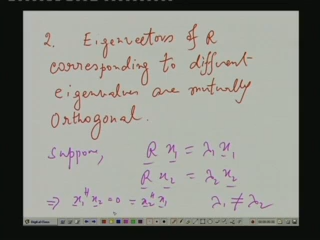 2. Eigenvectors of R
corresponding to different
eigenvalues are mutually
Orthogonal.
Suppose, R x₁ = λ₁ x₁
R x₂ = λ₂ x₂
⇒ x₁ᴴ x₂ = 0 = x₂ᴴ x₁ λ₁ ≠ λ₂